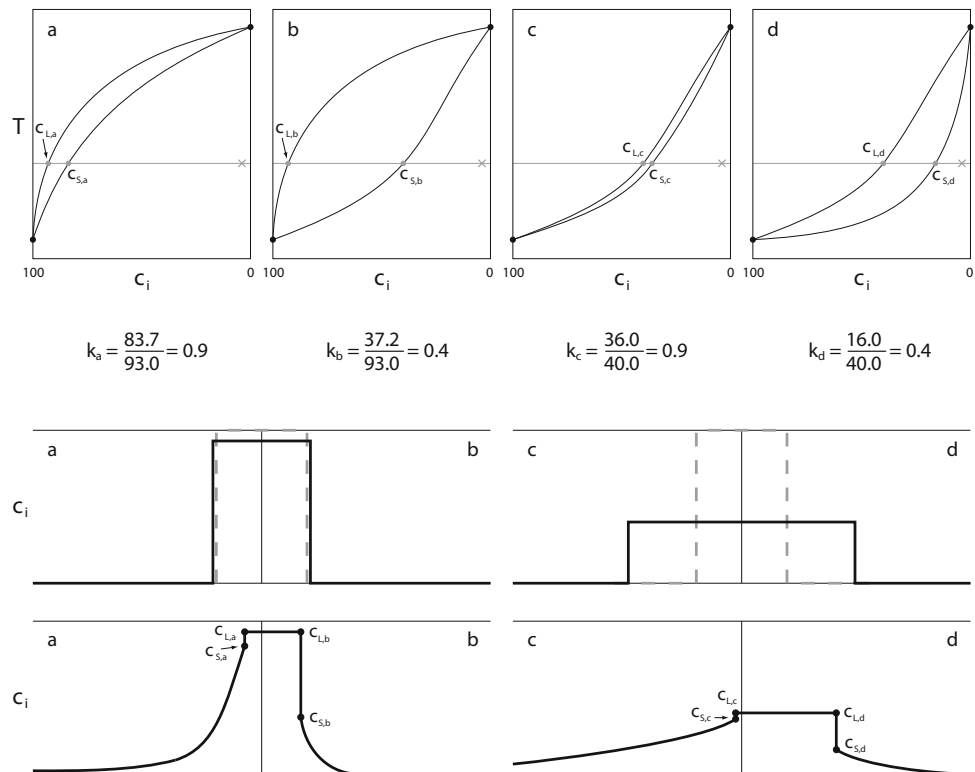 a
b
c
d
T
c L,a
c S,a
c L,b
c S,b
c L,c
c S,c
c L,d
c S,d
100 0
100 0
100 0
100 0
c i
c i
c i
c i
k a = 83.7 / 93.0 = 0.9
k b = 37.2 / 93.0 = 0.4
k c = 36.0 / 40.0 = 0.9
k d = 16.0 / 40.0 = 0.4
a b
c i
c d
a b
c i
c L,a
c S,a
c L,b
c S,b
c d
c L,c
c S,c
c L,d
c S,d